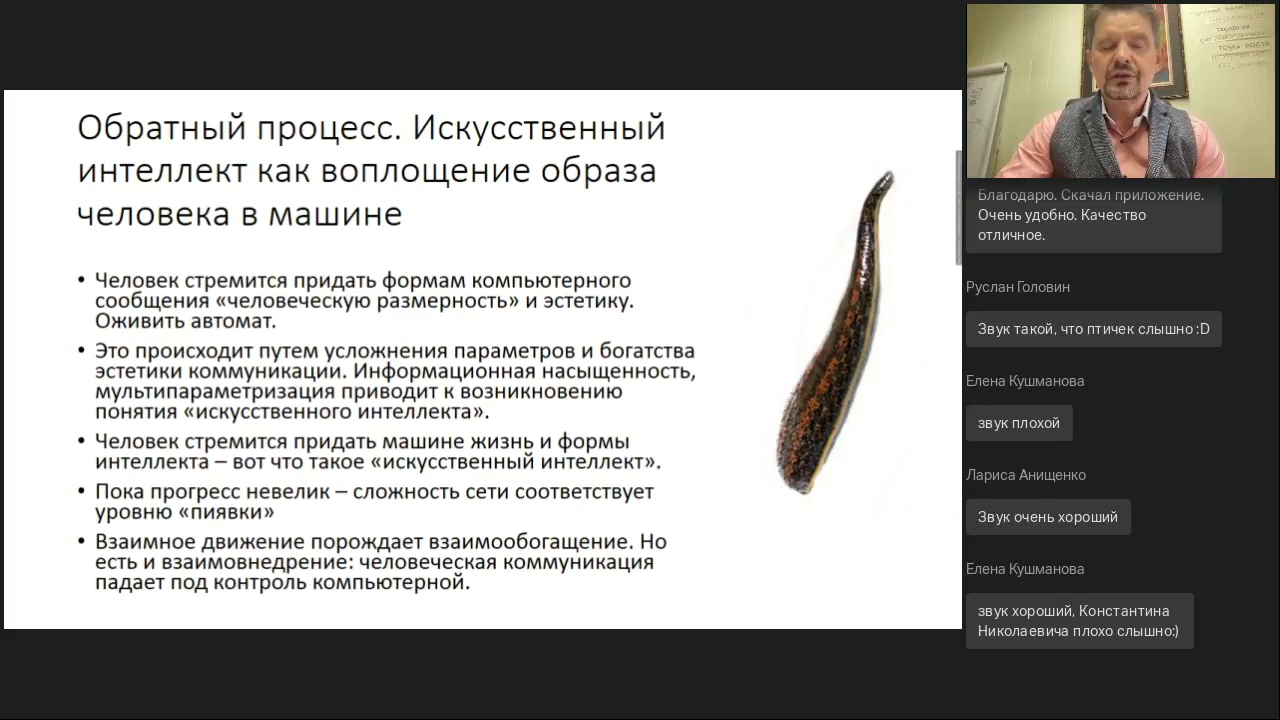 Обратный процесс. Искусственный
интеллект как воплощение образа
человека в машине
• Человек стремится придать формам компьютерного
сообщения «человеческую размерность» и эстетику.
Оживить автомат.
• Это происходит путем усложнения параметров и богатства
эстетики коммуникации. Информационная насыщенность,
мультипараметризация приводит к возникновению
понятия «искусственного интеллекта».
• Человек стремится придать машине жизнь и формы
интеллекта – вот что такое «искусственный интеллект».
• Пока прогресс невелик – сложность сети соответствует
уровню «пиявки»
• Взаимное движение порождает взаимообогащение. Но
есть и взаимовнедрение: человеческая коммуникация
падает под контроль компьютерной.
ТЕОЛОГИЯ
ТОЧКА РОСТА
Благодарю. Скачал приложение.
Очень удобно. Качество
отличное.
Руслан Головин
Звук такой, что птичек слышно :D
Елена Кушманова
звук плохой
Лариса Анищенко
Звук очень хороший
Елена Кушманова
звук хороший, Константина
Николаевича плохо слышно:)